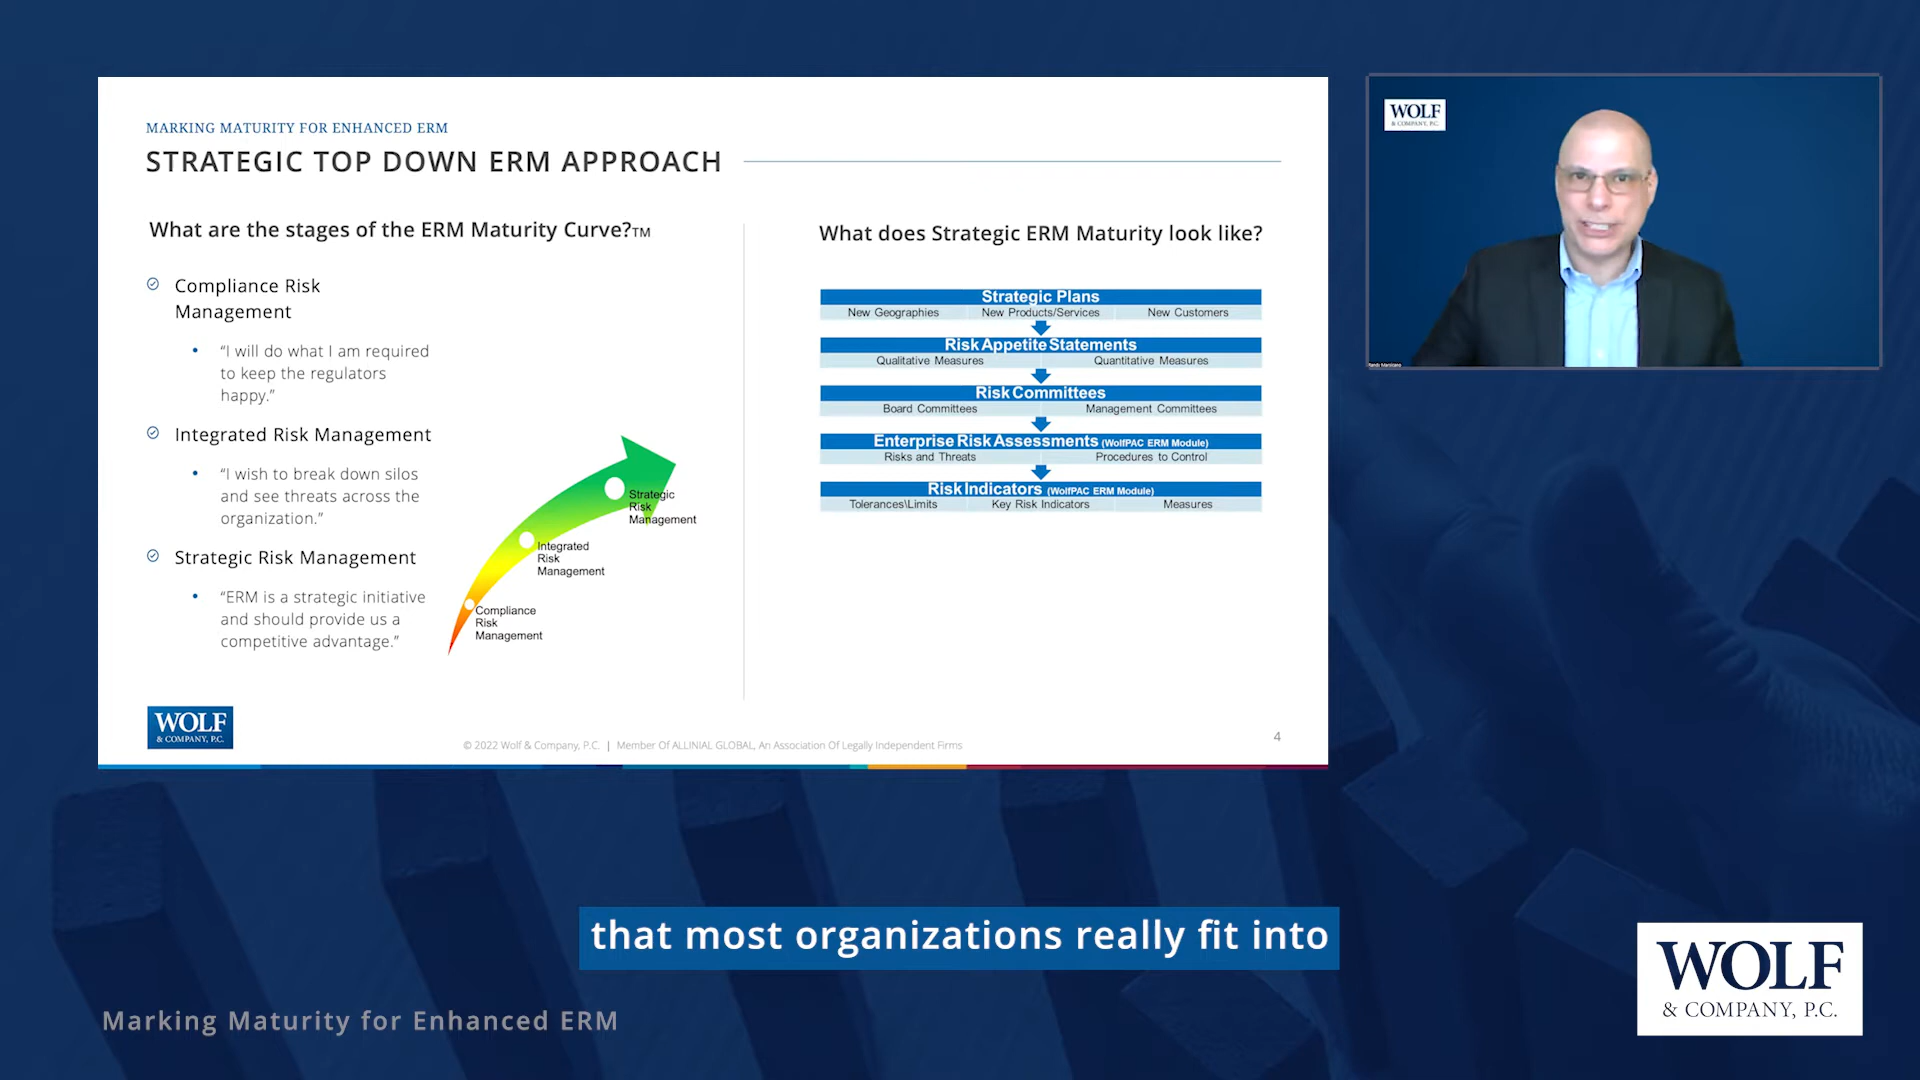 MARKING MATURITY FOR ENHANCED ERM
STRATEGIC TOP DOWN ERM APPROACH
What are the stages of the ERM Maturity Curve?TM
Compliance Risk
Management
• “I will do what I am required
to keep the regulators
happy.”
Integrated Risk Management
• “I wish to break down silos
and see threats across the
organization.”
Strategic Risk Management
• “ERM is a strategic initiative
and should provide us a
competitive advantage.”
Strategic
Risk
Management
Integrated
Risk
Management
Compliance
Risk
Management
What does Strategic ERM Maturity look like?
Strategic Plans
New Geographies New Products/Services New Customers
Risk Appetite Statements
Qualitative Measures Quantitative Measures
Risk Committees
Board Committees Management Committees
Enterprise Risk Assessments (WolfPAC ERM Module)
Risks and Threats Procedures to Control
Risk Indicators (WolfPAC ERM Module)
Tolerances\Limits Key Risk Indicators Measures
WOLF
& COMPANY, P.C.
© 2022 Wolf & Company, P.C. | Member Of ALLINIAL GLOBAL, An Association Of Legally Independent Firms
4
WOLF
& COMPANY, P.C.
that most organizations really fit into
Marking Maturity for Enhanced ERM
WOLF
& COMPANY, P.C.